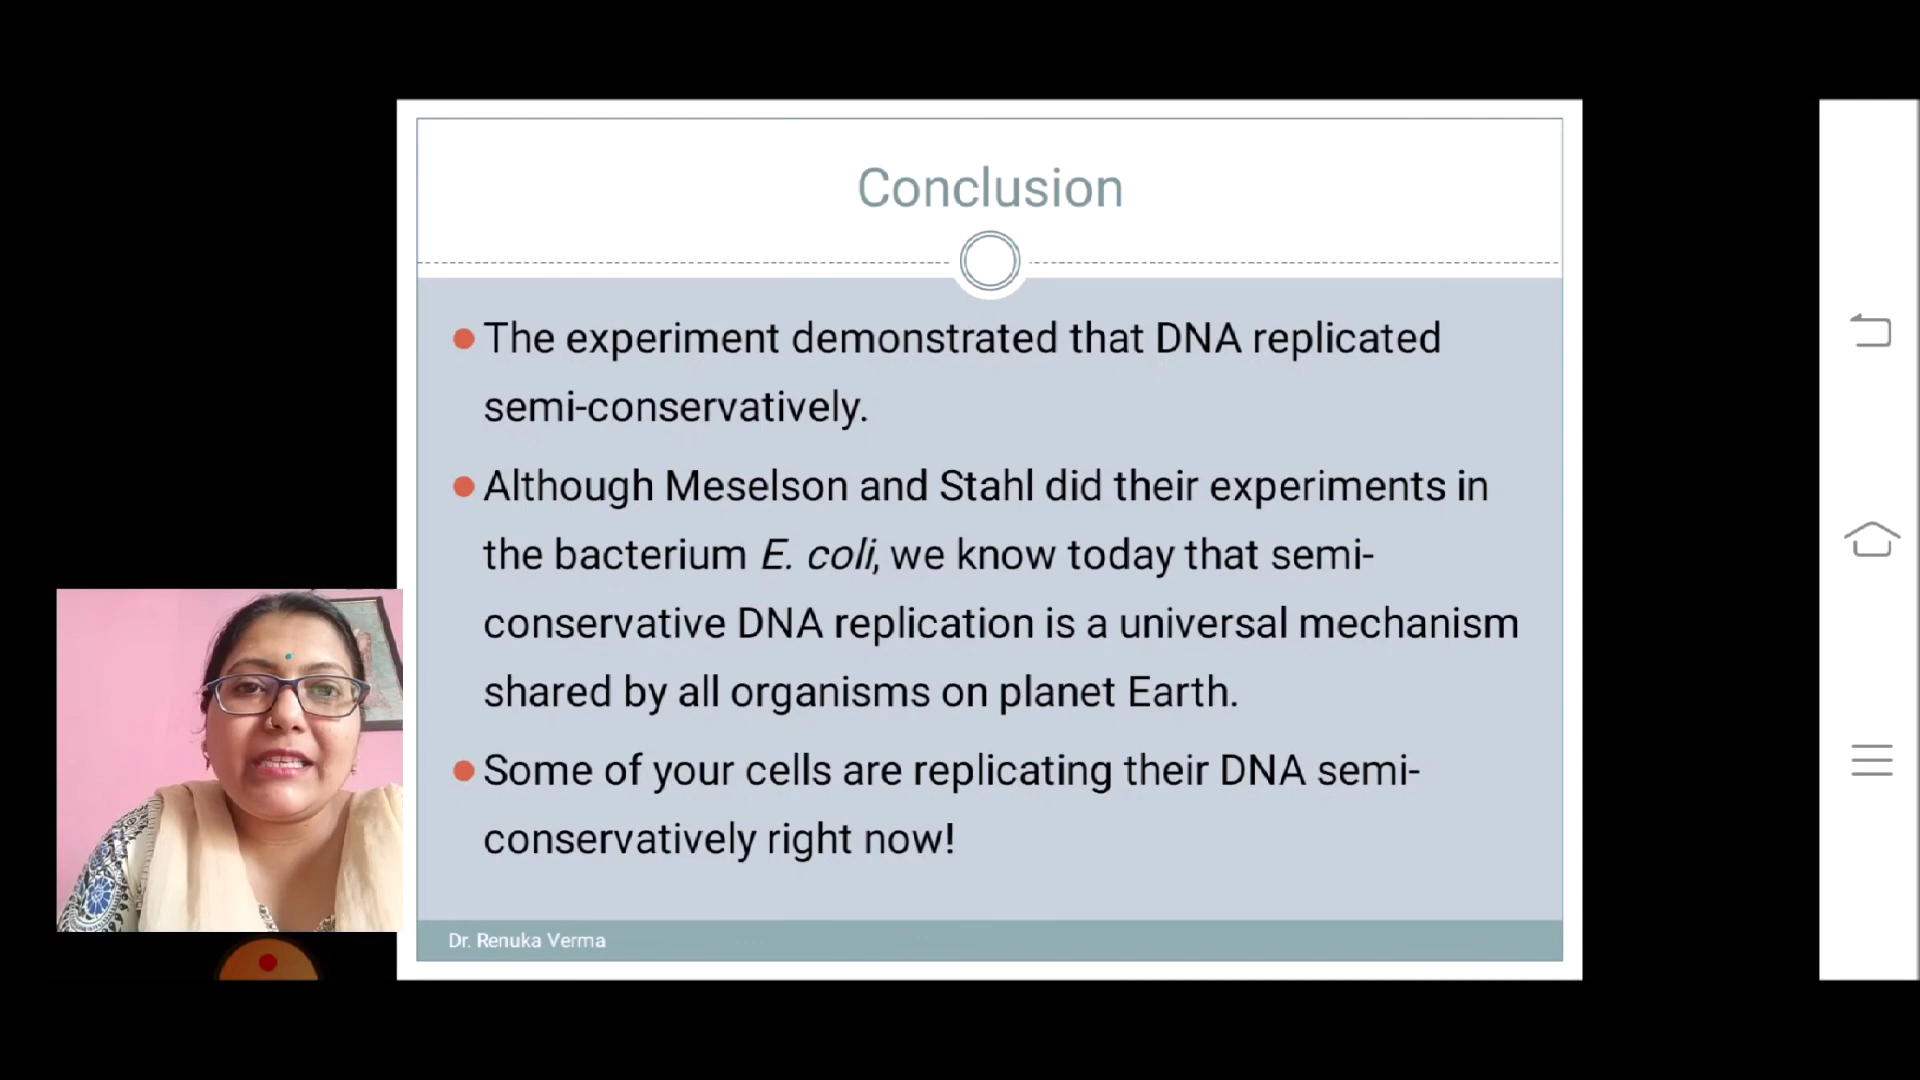 Conclusion
The experiment demonstrated that DNA replicated
semi-conservatively.
Although Meselson and Stahl did their experiments in
the bacterium E. coli, we know today that semi-
conservative DNA replication is a universal mechanism
shared by all organisms on planet Earth.
Some of your cells are replicating their DNA semi-
conservatively right now!
Dr. Renuka Verma